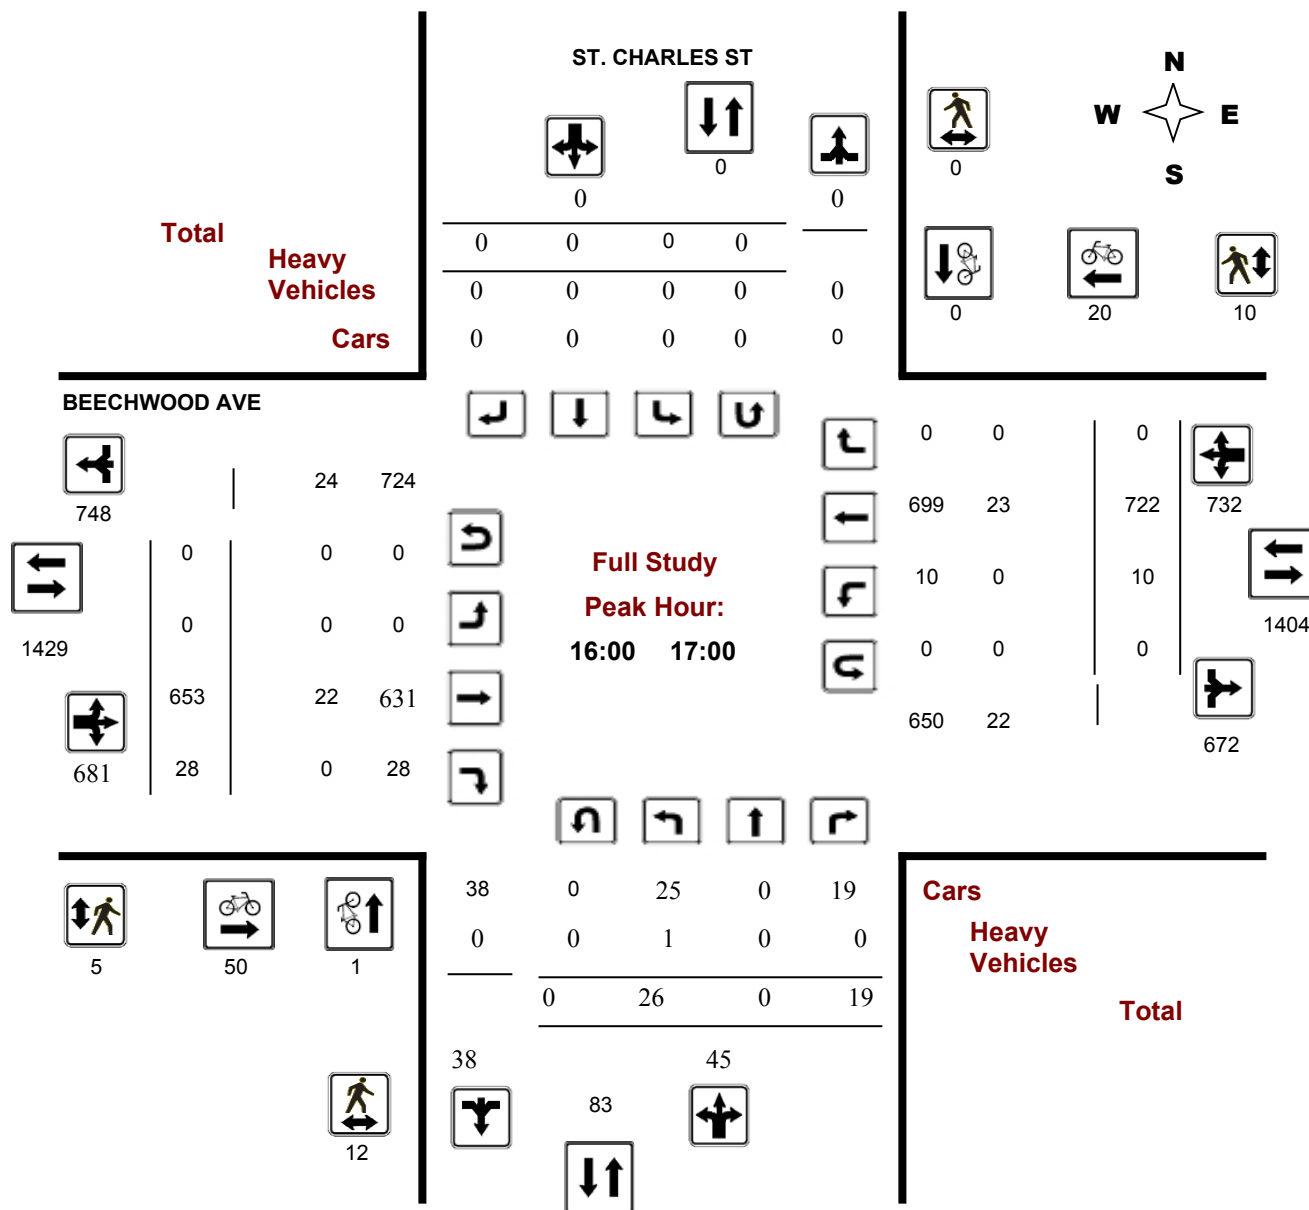 ST. CHARLES ST
N
W E
S
0
0
0 0
Total
0 0 0 0
Heavy
Vehicles
0 0 0 0 0
Cars
0 0 0 0 0
0 20 10
BEECHWOOD AVE
24 724
748
0 0 0
0 0 0
1429
653 22 631
681
28 0 28
Full Study
Peak Hour:
16:00 17:00
0 0 0
699 23 722 732
10 0 10
1404
0 0 0
650 22
672
38 0 25 0 19
0 0 1 0 0
0 26 0 19
38 45
83
5 50 1
12
Cars
Heavy
Vehicles
Total